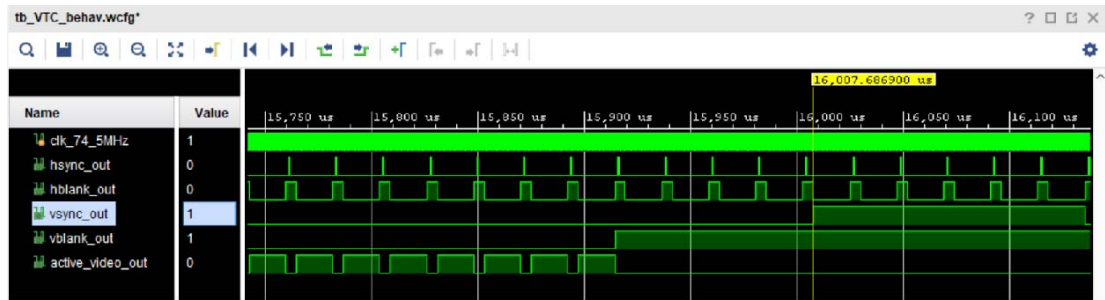 tb_VTC_behav.wcfg*
16,007.686900 us
Name Value
15,750 us 15,800 us 15,850 us 15,900 us 15,950 us 16,000 us 16,050 us 16,100 us
clk_74_5MHz 1
hsync_out 0
hblank_out 0
vsync_out 1
vblank_out 1
active_video_out 0